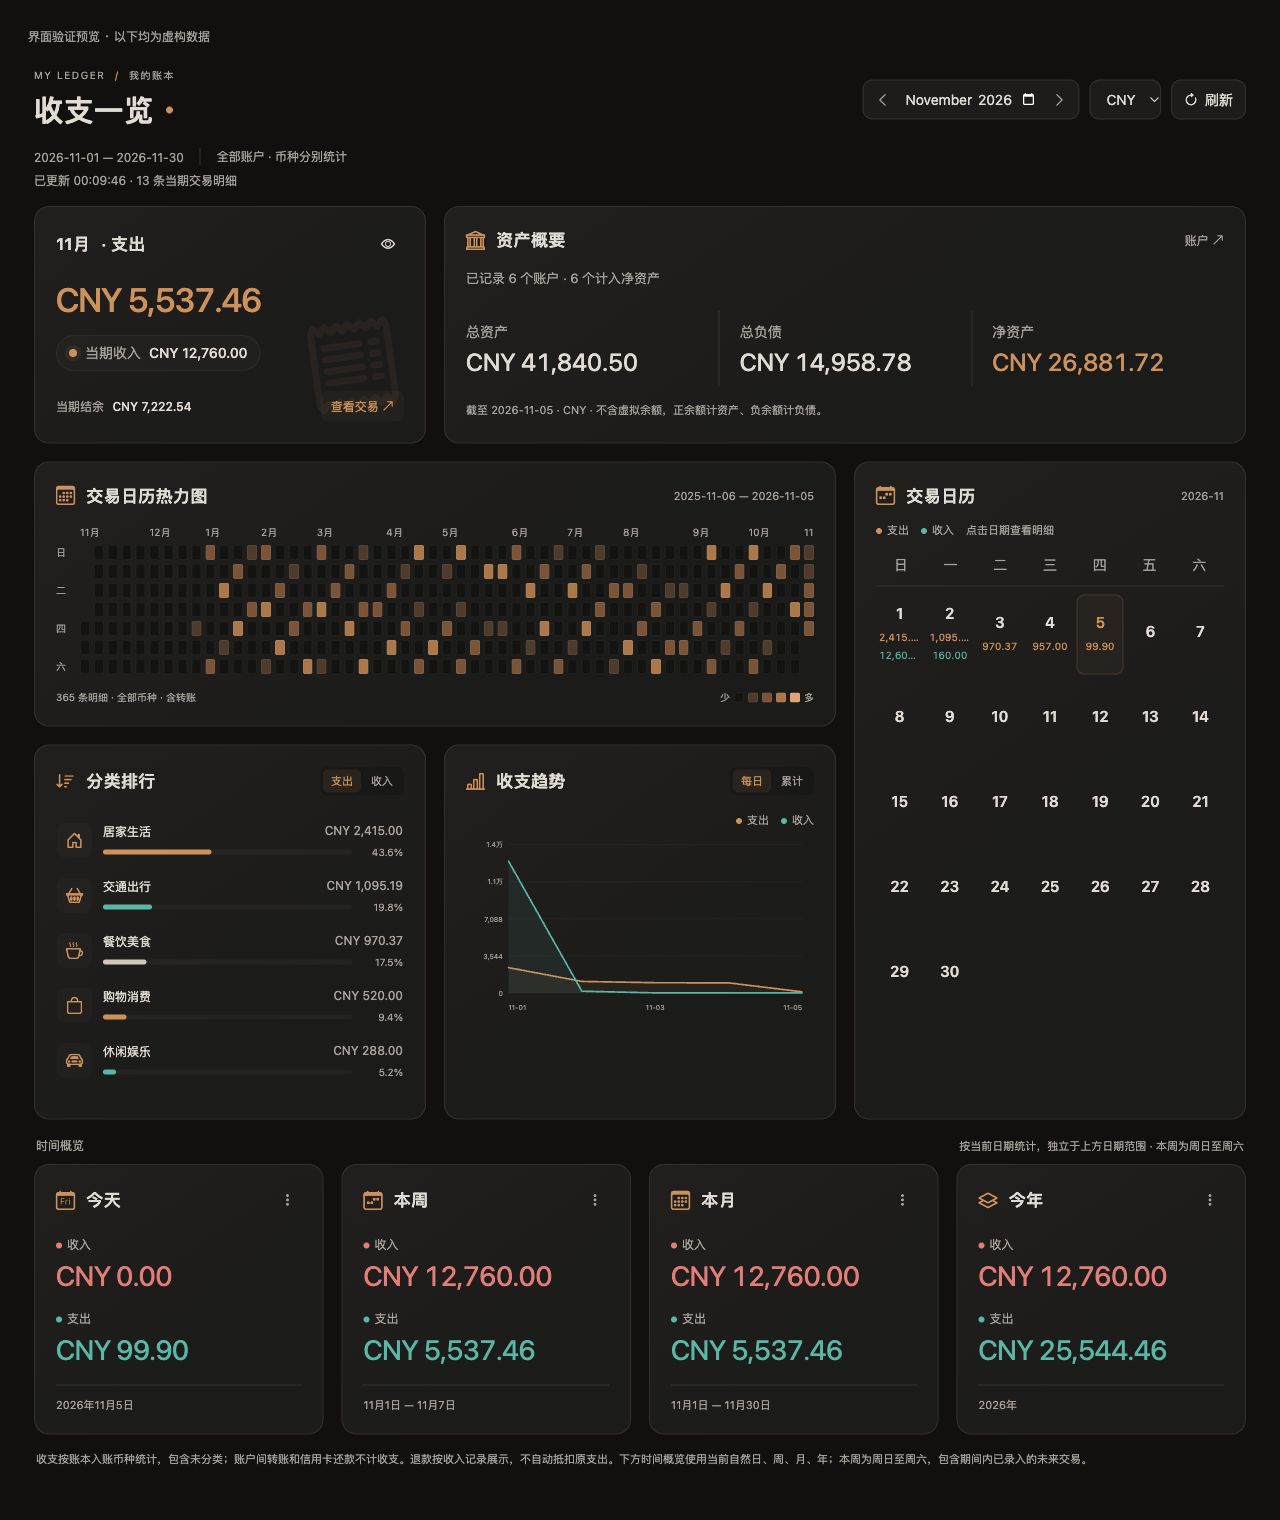 界面验证预览 · 以下均为虚构数据
MY LEDGER / 我的账本
收支一览
November 2026
CNY
刷新
2026-11-01 — 2026-11-30
全部账户 · 币种分别统计
已更新 00:09:46 · 13 条当期交易明细
11月 · 支出
CNY 5,537.46
当期收入 CNY 12,760.00
当期结余 CNY 7,222.54
查看交易 ↗
资产概要
账户 ↗
已记录 6 个账户 · 6 个计入净资产
总资产
CNY 41,840.50
总负债
CNY 14,958.78
净资产
CNY 26,881.72
截至 2026-11-05 · CNY · 不含虚拟余额，正余额计资产、负余额计负债。
交易日历热力图
2025-11-06 — 2026-11-05
11月 12月 1月 2月 3月 4月 5月 6月 7月 8月 9月 10月 11
日
二
四
六
365 条明细 · 全部币种 · 含转账
少 多
交易日历
2026-11
支出 收入 点击日期查看明细
日 一 二 三 四 五 六
1 2 3 4 5 6 7
2,415.... 1,095.... 970.37 957.00 99.90
12,60... 160.00
8 9 10 11 12 13 14
15 16 17 18 19 20 21
22 23 24 25 26 27 28
29 30
分类排行
支出 收入
居家生活 CNY 2,415.00
43.6%
交通出行 CNY 1,095.19
19.8%
餐饮美食 CNY 970.37
17.5%
购物消费 CNY 520.00
9.4%
休闲娱乐 CNY 288.00
5.2%
收支趋势
每日 累计
支出 收入
1.4万
1.1万
7,088
3,544
0
11-01 11-03 11-05
时间概览
按当前日期统计，独立于上方日期范围 · 本周为周日至周六
Fri 今天
收入
CNY 0.00
支出
CNY 99.90
2026年11月5日
本周
收入
CNY 12,760.00
支出
CNY 5,537.46
11月1日 — 11月7日
本月
收入
CNY 12,760.00
支出
CNY 5,537.46
11月1日 — 11月30日
今年
收入
CNY 12,760.00
支出
CNY 25,544.46
2026年
收支按账本入账币种统计，包含未分类；账户间转账和信用卡还款不计收支。退款按收入记录展示，不自动抵扣原支出。下方时间概览使用当前自然日、周、月、年；本周为周日至周六，包含期间内已录入的未来交易。